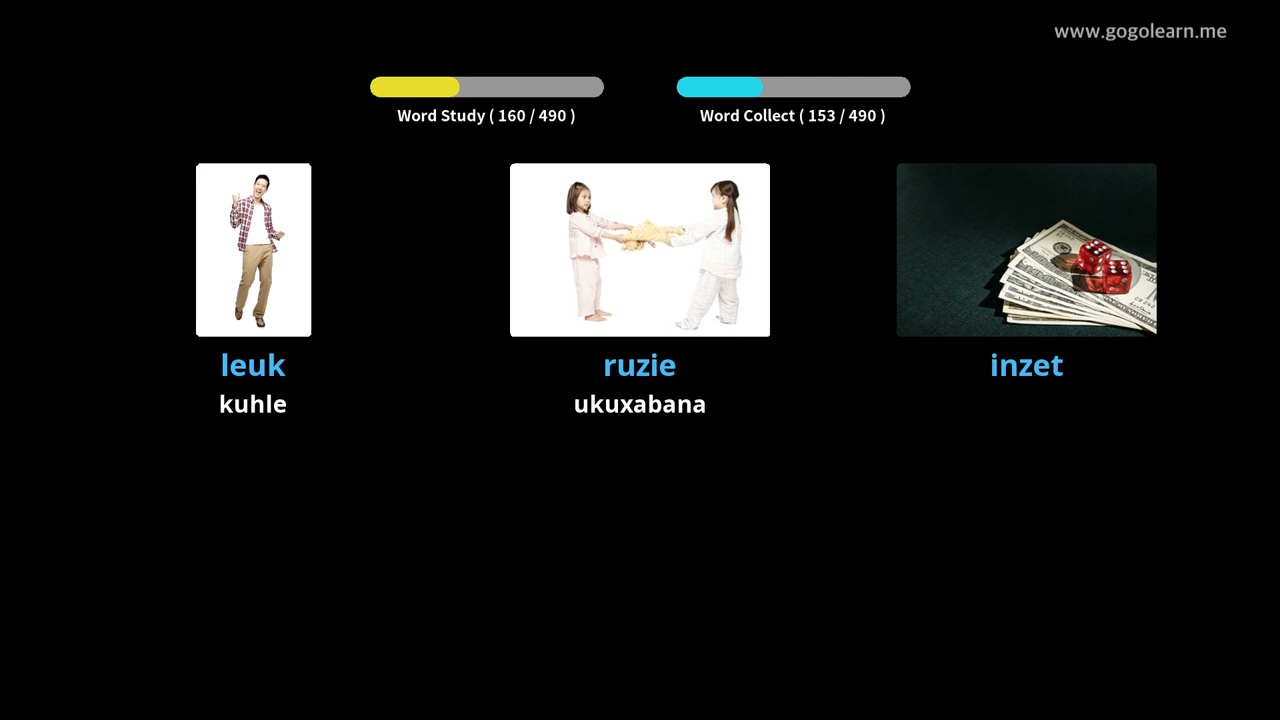 www.gogolearn.me
Word Study ( 160 / 490 )
Word Collect ( 153 / 490 )
leuk
kuhle
ruzie
ukuxabana
inzet